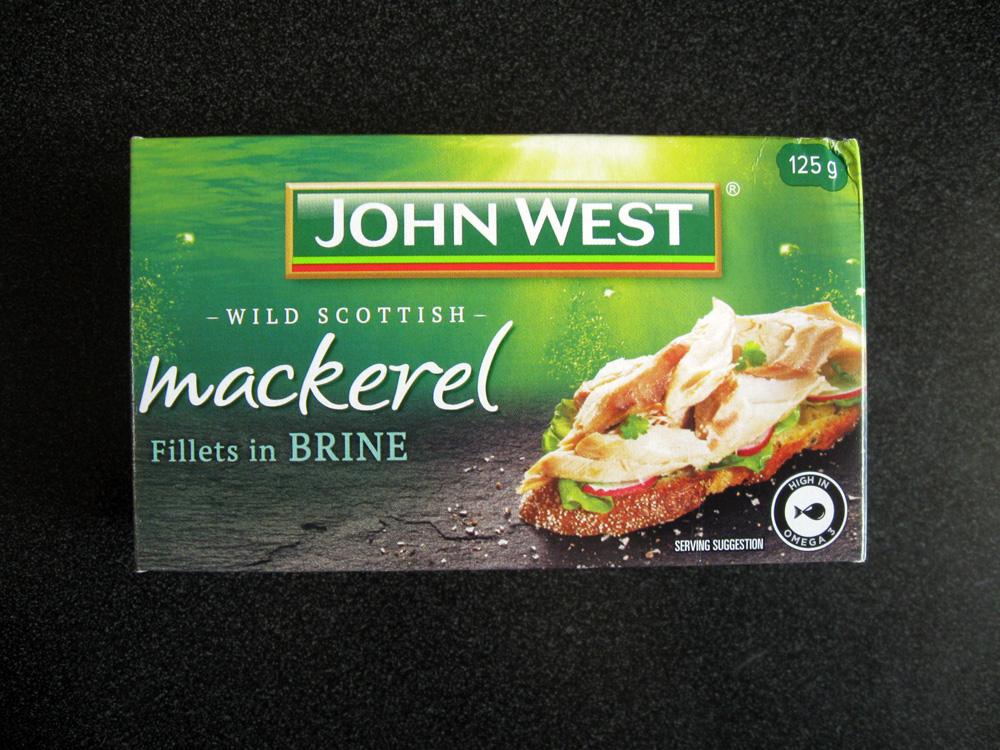 125 g
JOHN WEST®
– WILD SCOTTISH –
mackerel
Fillets in BRINE
HIGH IN
OMEGA 3
SERVING SUGGESTION